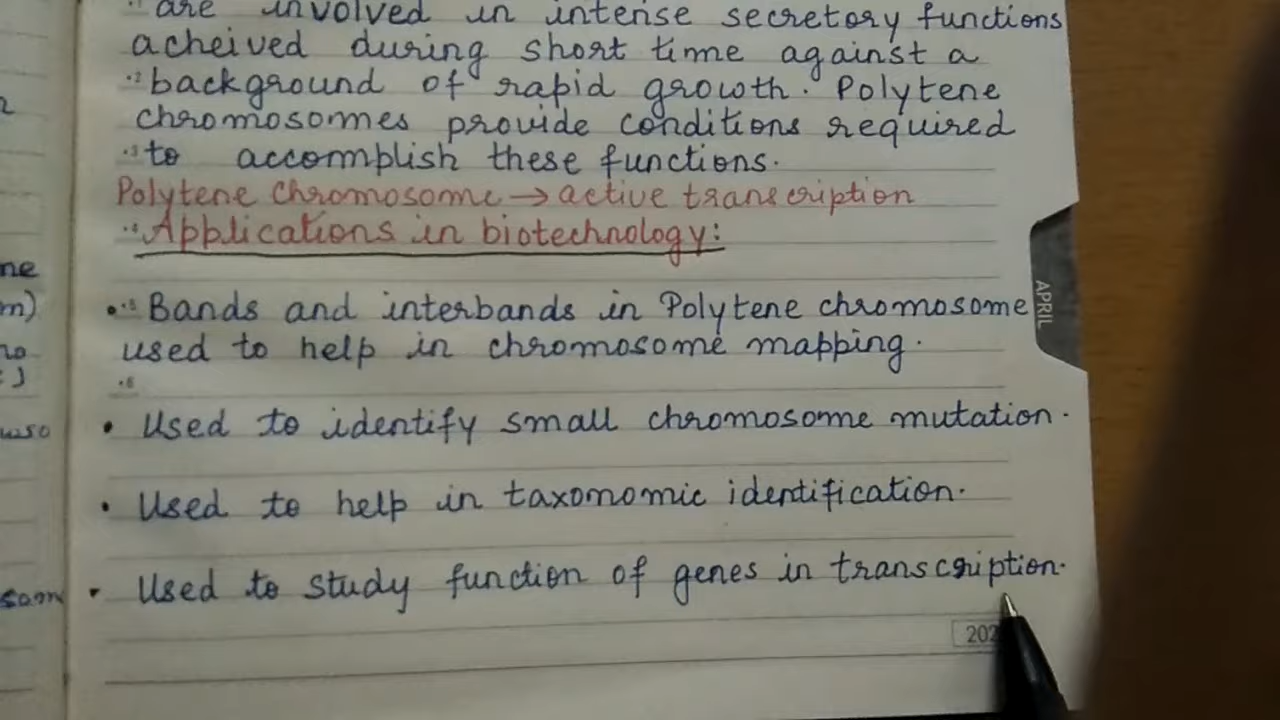 are involved in intense secretory functions
acheived during short time against a
background of rapid growth. Polytene
chromosomes provide conditions required
to accomplish these functions.
Polytene chromosome → active transcription
Applications in biotechnology:
• Bands and interbands in Polytene chromosome
used to help in chromosome mapping.
• Used to identify small chromosome mutation.
• Used to help in taxonomic identification.
• Used to study function of genes in transcription.
APRIL